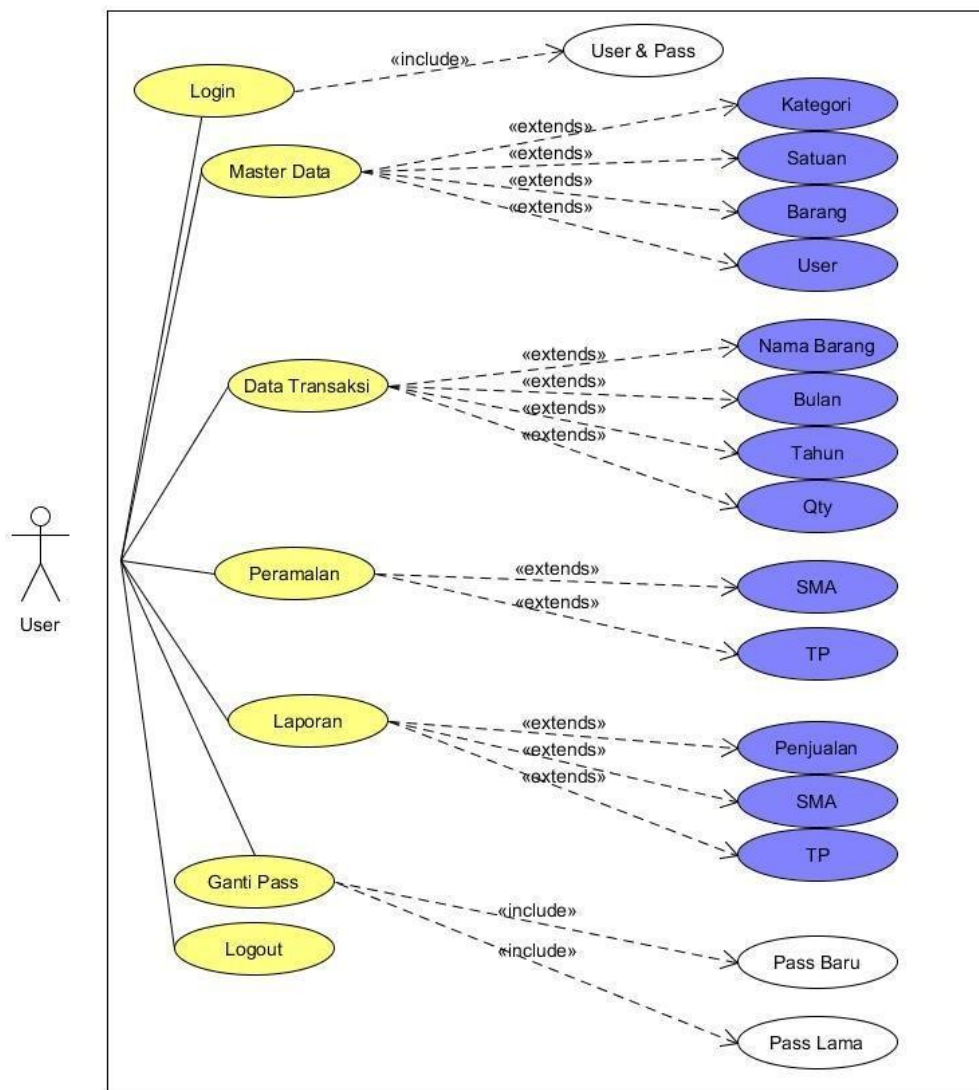 «include»
User & Pass
Login
«extends»
Kategori
Master Data
«extends»
Satuan
«extends»
Barang
«extends»
User
Data Transaksi
«extends»
Nama Barang
«extends»
Bulan
«extends»
Tahun
«extends»
Qty
User
Peramalan
«extends»
SMA
«extends»
TP
Laporan
«extends»
Penjualan
«extends»
SMA
«extends»
TP
Ganti Pass
«include»
Pass Baru
«include»
Pass Lama
Logout